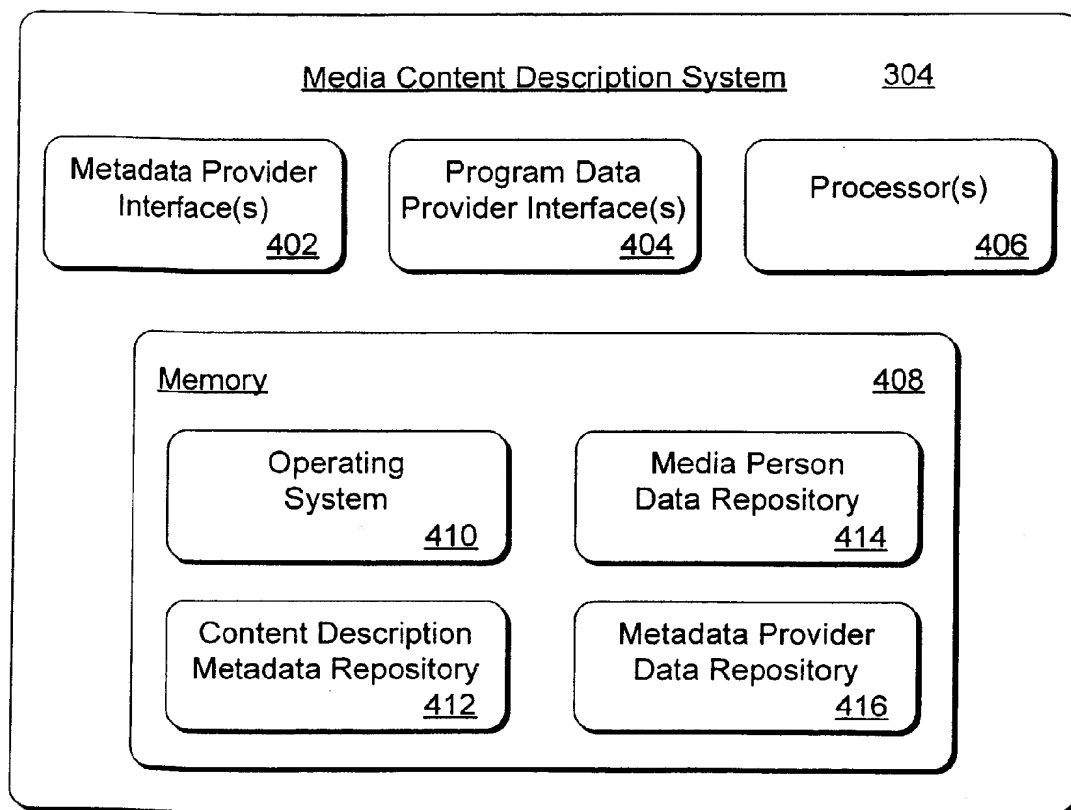 Media Content Description System 304
Metadata Provider
Interface(s)
402
Program Data
Provider Interface(s)
404
Processor(s)
406
Memory 408
Operating
System
410
Media Person
Data Repository
414
Content Description
Metadata Repository
412
Metadata Provider
Data Repository
416